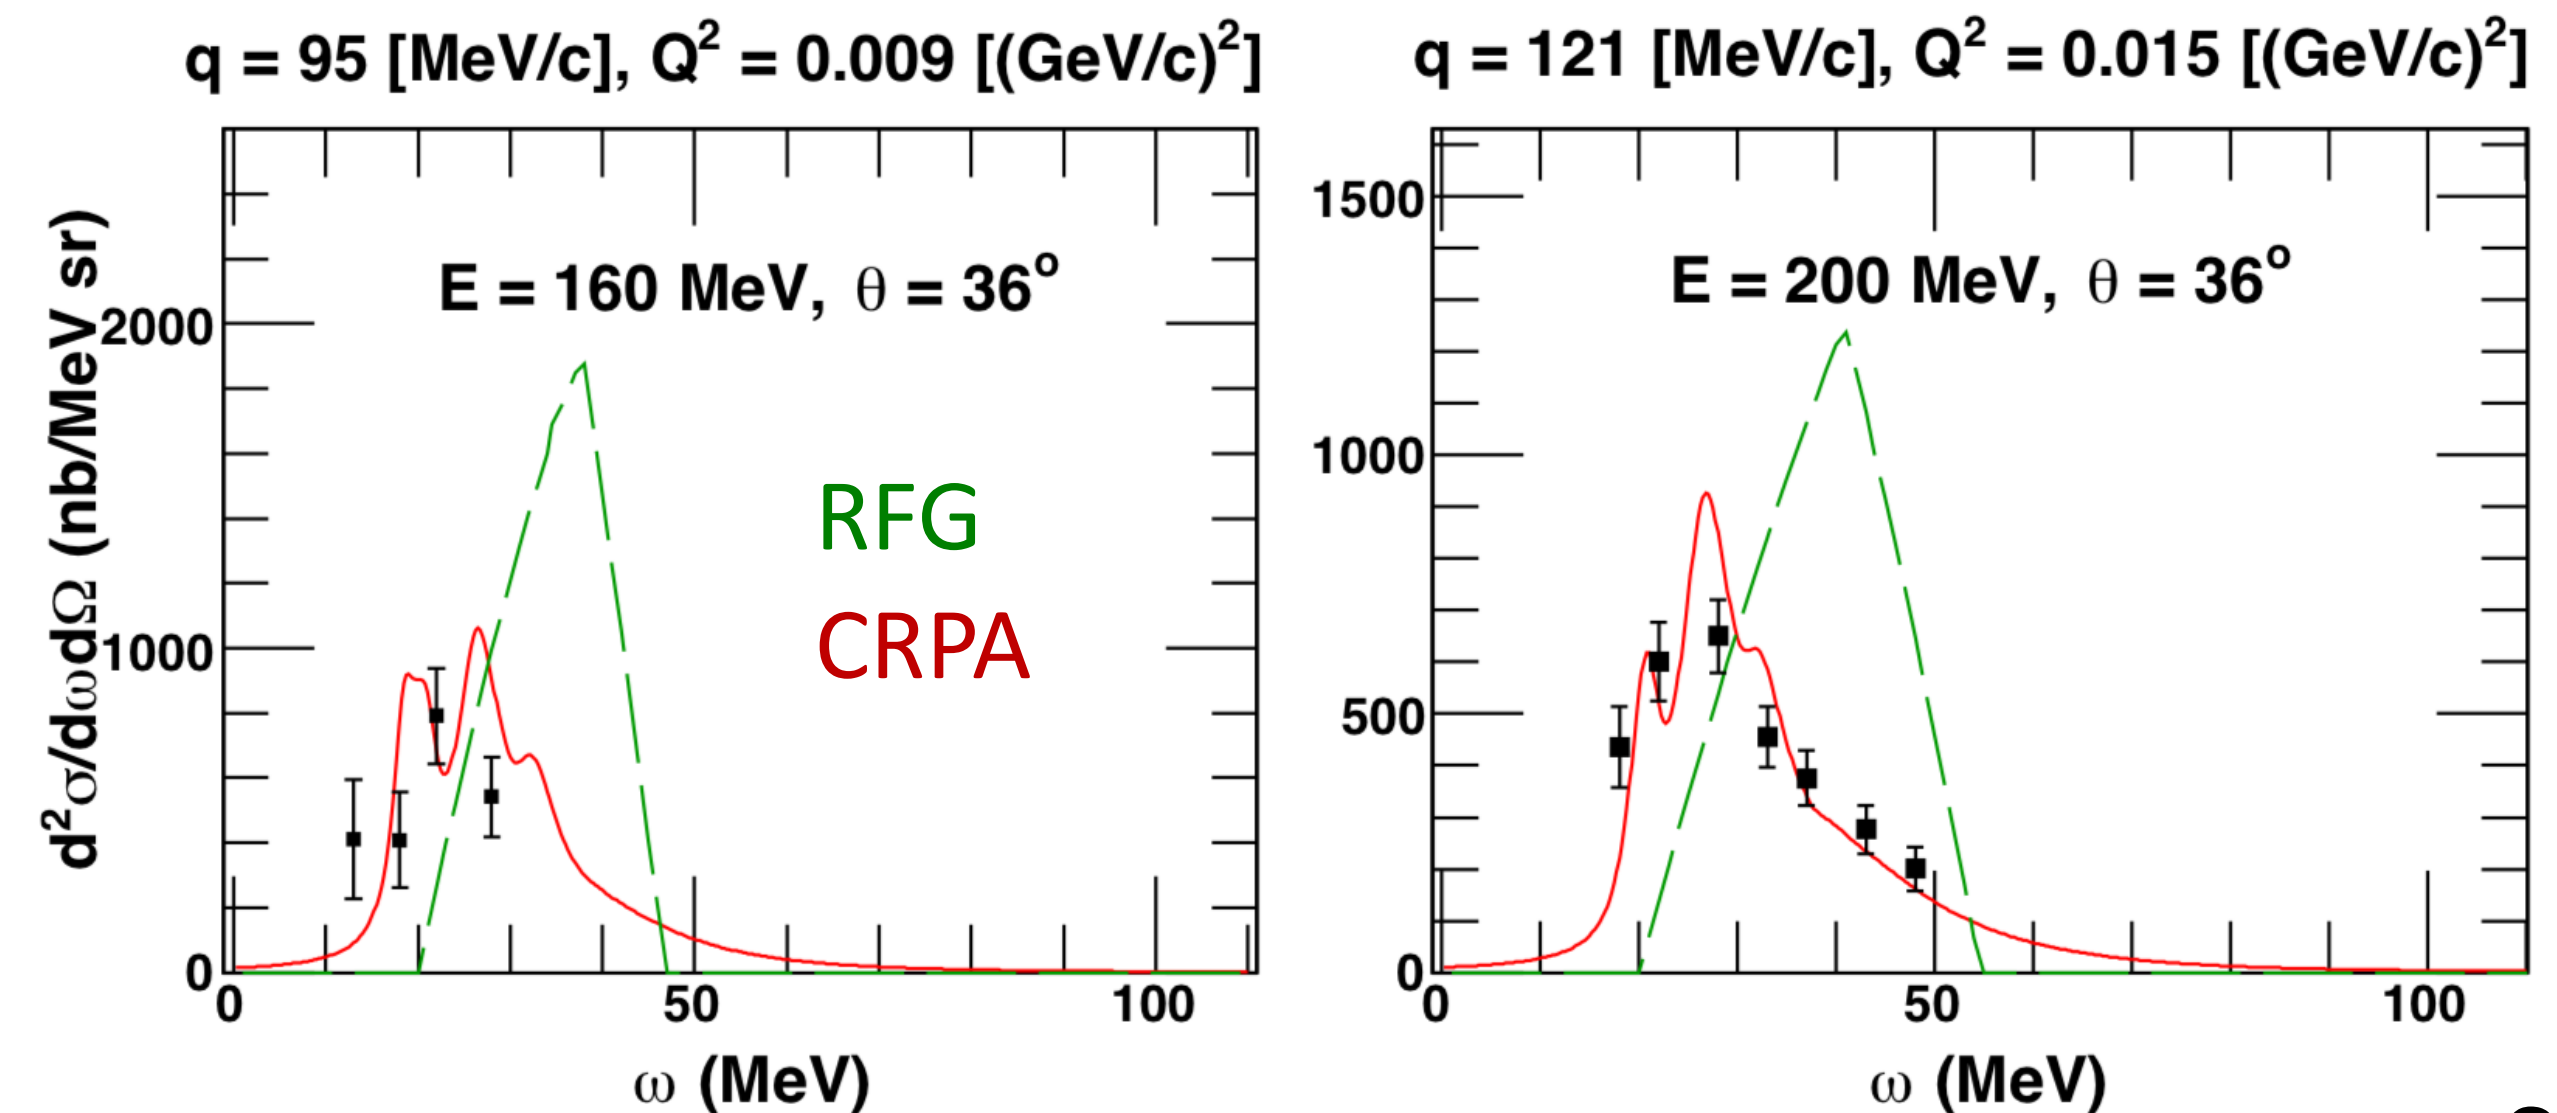 q = 95 [MeV/c], Q² = 0.009 [(GeV/c)²]
d²σ/dωdΩ (nb/MeV sr)
E = 160 MeV, θ = 36°
2000
1000
0
RFG
CRPA
0 50 100
ω (MeV)
q = 121 [MeV/c], Q² = 0.015 [(GeV/c)²]
E = 200 MeV, θ = 36°
1500
1000
500
0
0 50 100
ω (MeV)